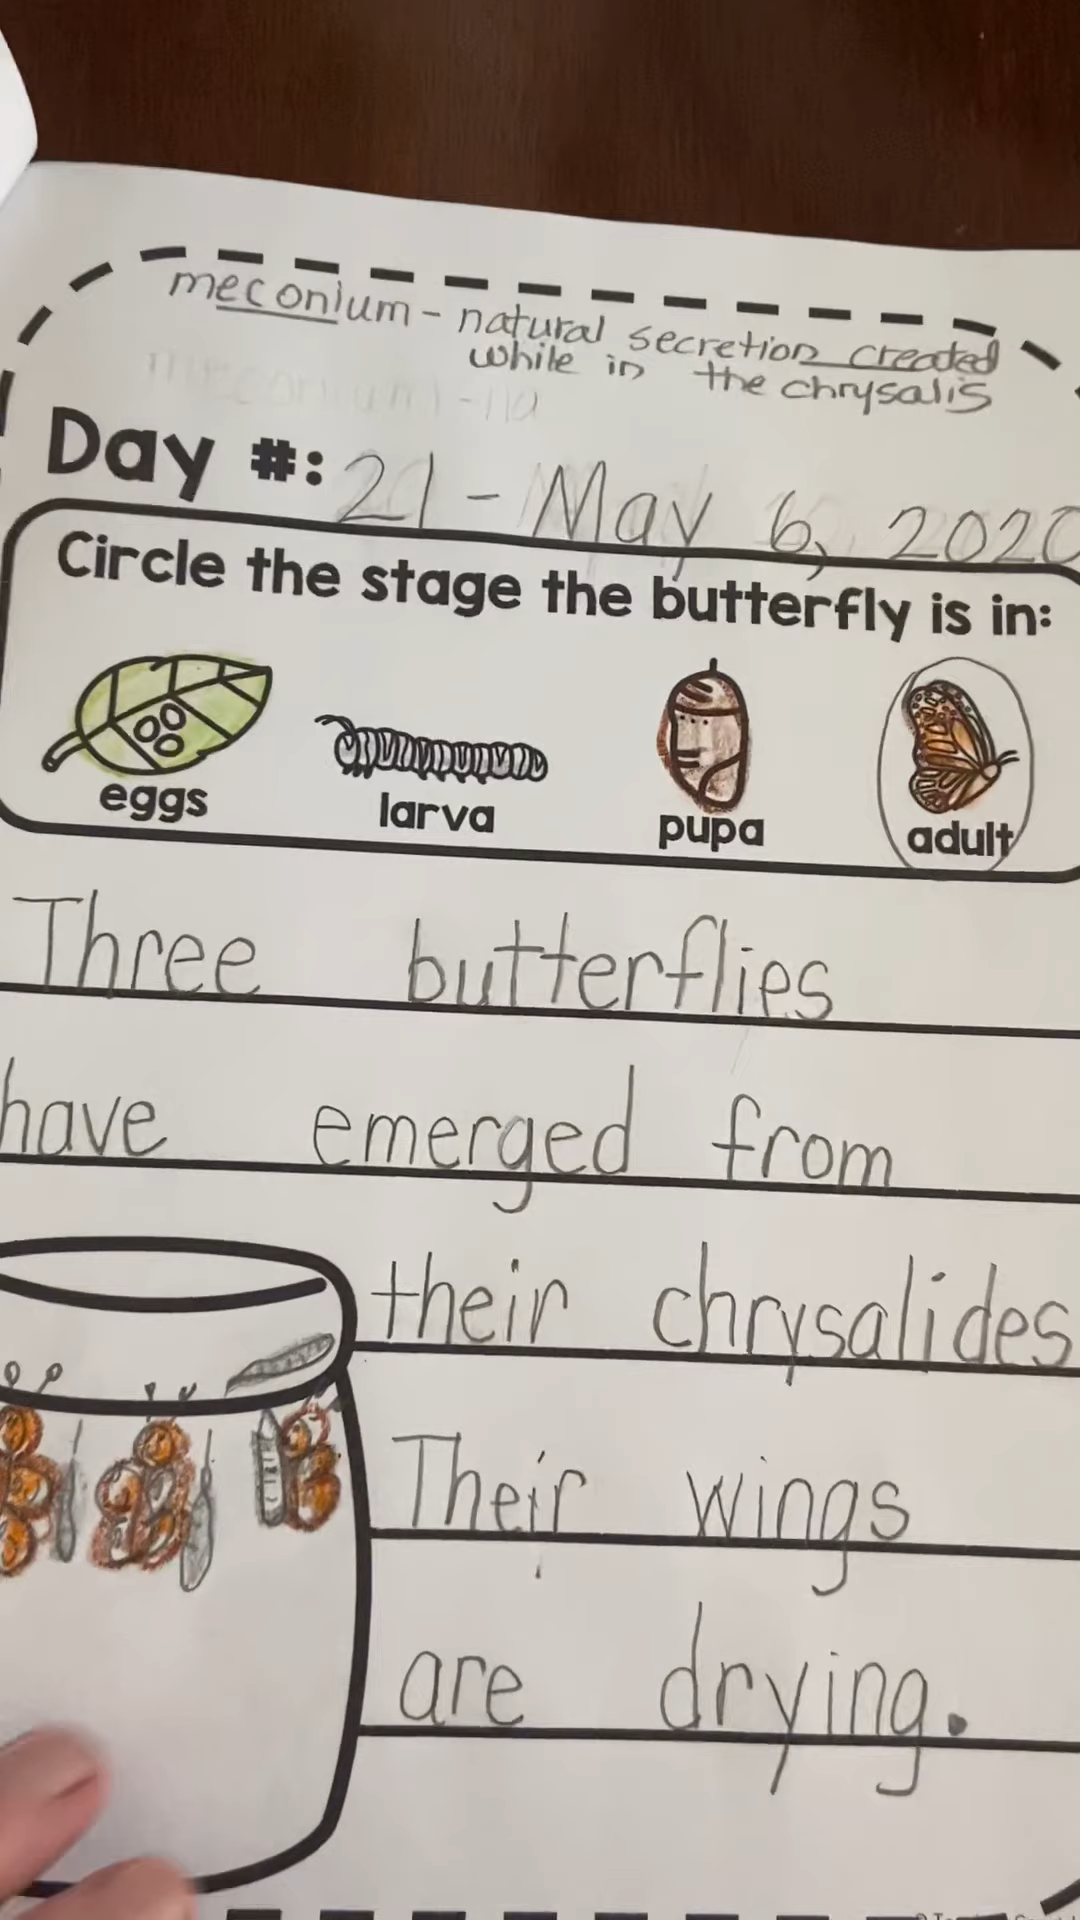 meconium - natural secretion created
while in the chrysalis
Day #: 21 - May 6, 2020
Circle the stage the butterfly is in:
eggs larva pupa adult
Three butterflies
have emerged from
their chrysalides
Their wings
are drying.